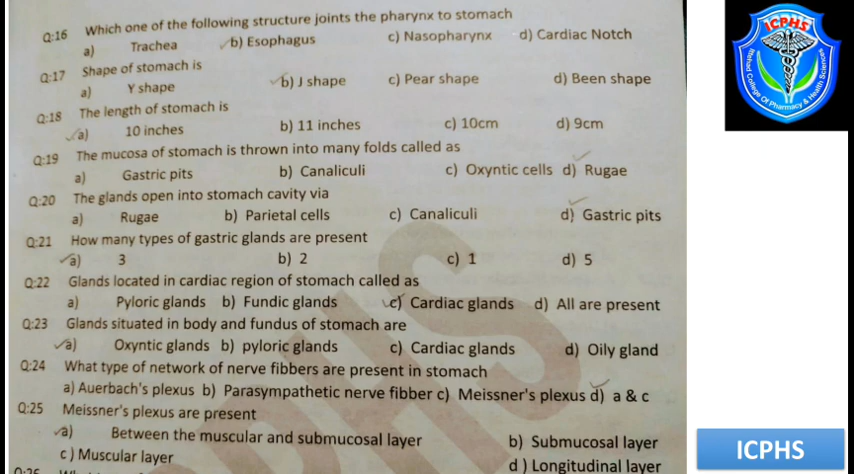 Q:16 Which one of the following structure joints the pharynx to stomach
a) Trachea b) Esophagus c) Nasopharynx d) Cardiac Notch
Q:17 Shape of stomach is
a) Y shape b) J shape c) Pear shape d) Been shape
Q:18 The length of stomach is
a) 10 inches b) 11 inches c) 10cm d) 9cm
Q:19 The mucosa of stomach is thrown into many folds called as
a) Gastric pits b) Canaliculi c) Oxyntic cells d) Rugae
Q:20 The glands open into stomach cavity via
a) Rugae b) Parietal cells c) Canaliculi d) Gastric pits
Q:21 How many types of gastric glands are present
a) 3 b) 2 c) 1 d) 5
Q:22 Glands located in cardiac region of stomach called as
a) Pyloric glands b) Fundic glands c) Cardiac glands d) All are present
Q:23 Glands situated in body and fundus of stomach are
a) Oxyntic glands b) pyloric glands c) Cardiac glands d) Oily gland
Q:24 What type of network of nerve fibbers are present in stomach
a) Auerbach's plexus b) Parasympathetic nerve fibber c) Meissner's plexus d) a & c
Q:25 Meissner's plexus are present
a) Between the muscular and submucosal layer b) Submucosal layer
c ) Muscular layer d ) Longitudinal layer
ICPHS
College Of Pharmacy & Health Sciences
ICPHS